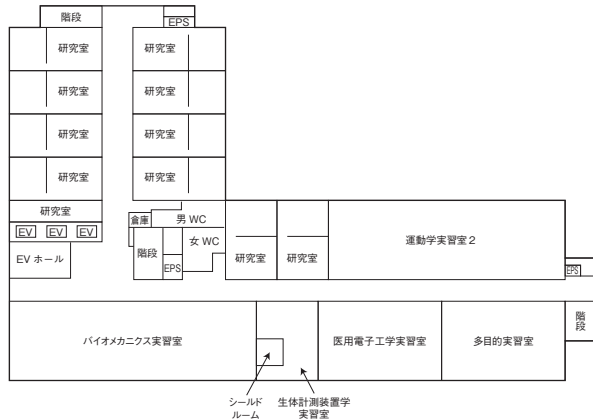 階段
EPS
研究室
研究室
研究室
研究室
研究室
研究室
研究室
研究室
研究室
EV
EV
EV
EV ホール
倉庫
男 WC
女 WC
階段
EPS
研究室
研究室
運動学実習室2
EPS
階段
バイオメカニクス実習室
医用電子工学実習室
多目的実習室
シールド
ルーム
生体計測装置学
実習室